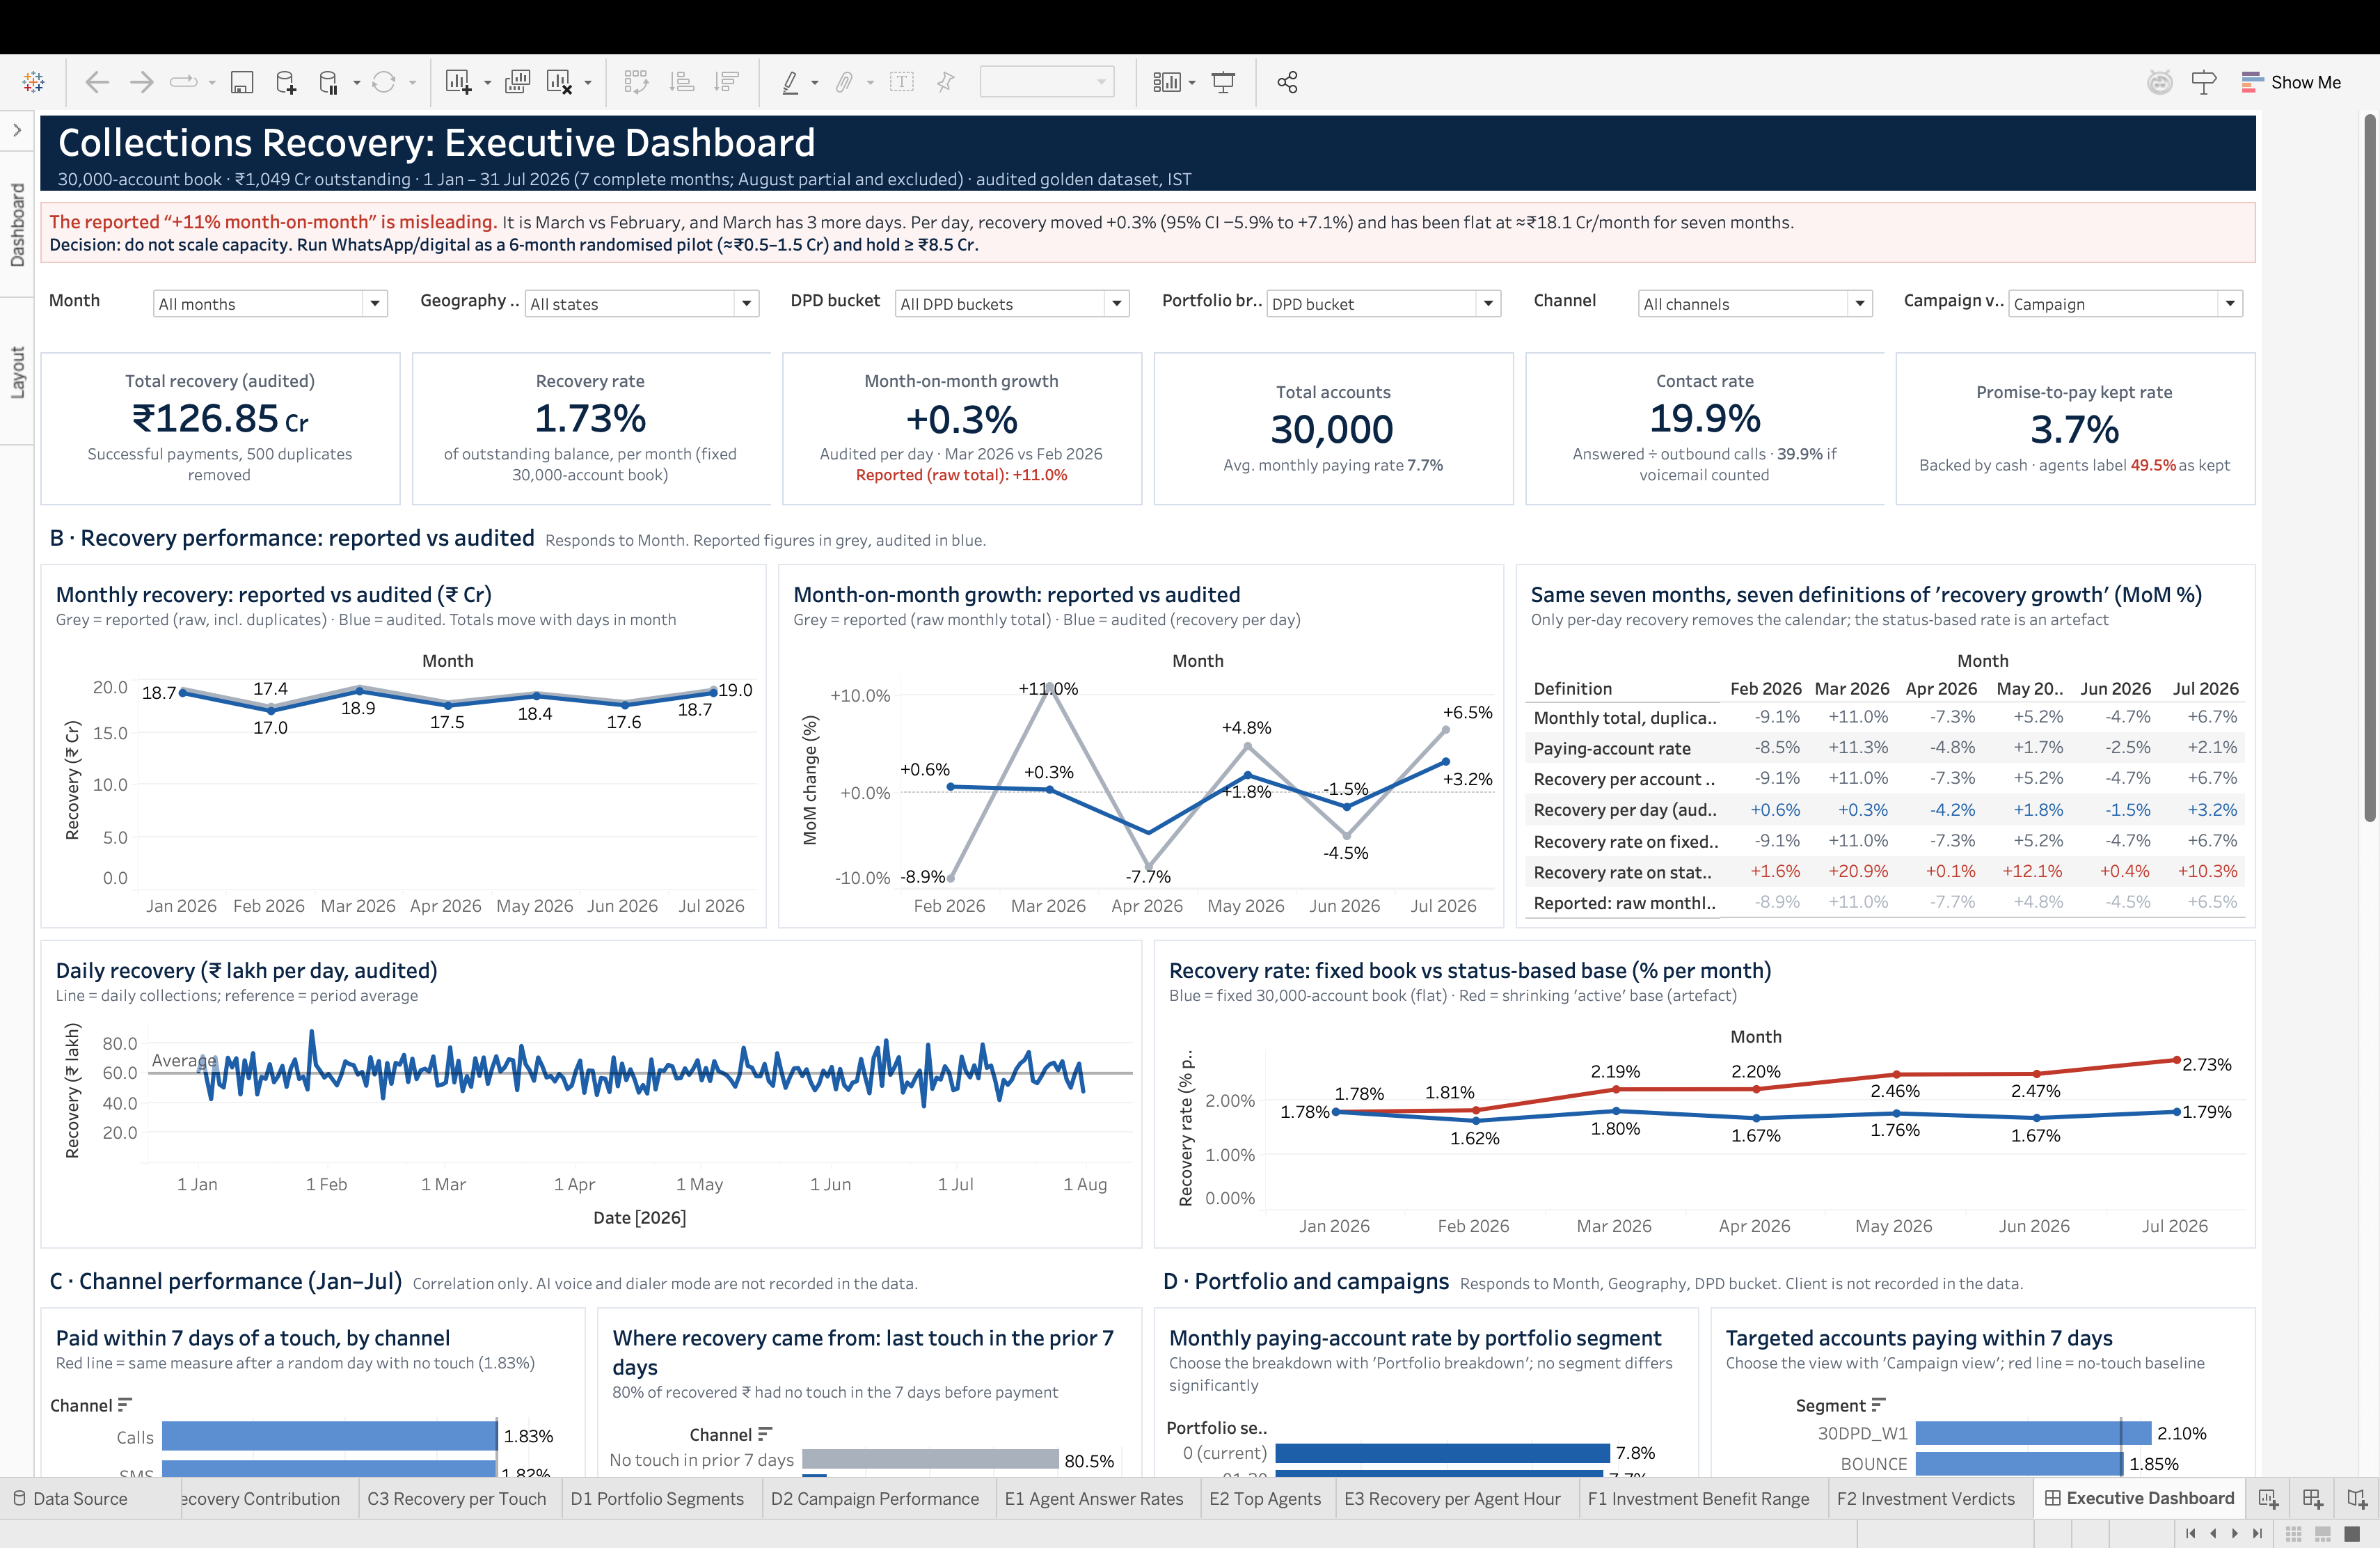 Show Me
Dashboard
Layout
Collections Recovery: Executive Dashboard
30,000-account book · ₹1,049 Cr outstanding · 1 Jan – 31 Jul 2026 (7 complete months; August partial and excluded) · audited golden dataset, IST
The reported “+11% month-on-month” is misleading. It is March vs February, and March has 3 more days. Per day, recovery moved +0.3% (95% CI −5.9% to +7.1%) and has been flat at ≈₹18.1 Cr/month for seven months.
Decision: do not scale capacity. Run WhatsApp/digital as a 6-month randomised pilot (≈₹0.5–1.5 Cr) and hold ≥ ₹8.5 Cr.
Month All months Geography .. All states DPD bucket All DPD buckets Portfolio br.. DPD bucket Channel All channels Campaign v.. Campaign
Total recovery (audited)
₹126.85 Cr
Successful payments, 500 duplicates
removed
Recovery rate
1.73%
of outstanding balance, per month (fixed
30,000-account book)
Month-on-month growth
+0.3%
Audited per day · Mar 2026 vs Feb 2026
Reported (raw total): +11.0%
Total accounts
30,000
Avg. monthly paying rate 7.7%
Contact rate
19.9%
Answered ÷ outbound calls · 39.9% if
voicemail counted
Promise-to-pay kept rate
3.7%
Backed by cash · agents label 49.5% as kept
B · Recovery performance: reported vs audited Responds to Month. Reported figures in grey, audited in blue.
Monthly recovery: reported vs audited (₹ Cr)
Grey = reported (raw, incl. duplicates) · Blue = audited. Totals move with days in month
Month
Recovery (₹ Cr)
20.0
15.0
10.0
5.0
0.0
18.7
17.4
17.0
18.9
17.5
18.4
17.6
18.7
19.0
Jan 2026 Feb 2026 Mar 2026 Apr 2026 May 2026 Jun 2026 Jul 2026
Month-on-month growth: reported vs audited
Grey = reported (raw monthly total) · Blue = audited (recovery per day)
Month
MoM change (%)
+10.0%
+0.0%
-10.0%
+0.6%
-8.9%
+11.0%
+0.3%
-7.7%
+4.8%
+1.8%
-1.5%
-4.5%
+6.5%
+3.2%
Feb 2026 Mar 2026 Apr 2026 May 2026 Jun 2026 Jul 2026
Same seven months, seven definitions of ’recovery growth’ (MoM %)
Only per-day recovery removes the calendar; the status-based rate is an artefact
Month
Definition Feb 2026 Mar 2026 Apr 2026 May 20.. Jun 2026 Jul 2026
Monthly total, duplica.. -9.1% +11.0% -7.3% +5.2% -4.7% +6.7%
Paying-account rate -8.5% +11.3% -4.8% +1.7% -2.5% +2.1%
Recovery per account .. -9.1% +11.0% -7.3% +5.2% -4.7% +6.7%
Recovery per day (aud.. +0.6% +0.3% -4.2% +1.8% -1.5% +3.2%
Recovery rate on fixed.. -9.1% +11.0% -7.3% +5.2% -4.7% +6.7%
Recovery rate on stat.. +1.6% +20.9% +0.1% +12.1% +0.4% +10.3%
Reported: raw monthl.. -8.9% +11.0% -7.7% +4.8% -4.5% +6.5%
Daily recovery (₹ lakh per day, audited)
Line = daily collections; reference = period average
Recovery (₹ lakh)
80.0
60.0
40.0
20.0
Average
1 Jan 1 Feb 1 Mar 1 Apr 1 May 1 Jun 1 Jul 1 Aug
Date [2026]
Recovery rate: fixed book vs status-based base (% per month)
Blue = fixed 30,000-account book (flat) · Red = shrinking ’active’ base (artefact)
Month
Recovery rate (% p..
2.00%
1.00%
0.00%
1.78% 1.81% 2.19% 2.20% 2.46% 2.47% 2.73%
1.78% 1.62% 1.80% 1.67% 1.76% 1.67% 1.79%
Jan 2026 Feb 2026 Mar 2026 Apr 2026 May 2026 Jun 2026 Jul 2026
C · Channel performance (Jan–Jul) Correlation only. AI voice and dialer mode are not recorded in the data.
D · Portfolio and campaigns Responds to Month, Geography, DPD bucket. Client is not recorded in the data.
Paid within 7 days of a touch, by channel
Red line = same measure after a random day with no touch (1.83%)
Channel
Calls 1.83%
SMS 1.82%
Where recovery came from: last touch in the prior 7
days
80% of recovered ₹ had no touch in the 7 days before payment
Channel
No touch in prior 7 days 80.5%
Monthly paying-account rate by portfolio segment
Choose the breakdown with ’Portfolio breakdown’; no segment differs
significantly
Portfolio se..
0 (current) 7.8%
01-30 7.7%
Targeted accounts paying within 7 days
Choose the view with ’Campaign view’; red line = no-touch baseline
Segment
30DPD_W1 2.10%
BOUNCE 1.85%
Data Source ecovery Contribution C3 Recovery per Touch D1 Portfolio Segments D2 Campaign Performance E1 Agent Answer Rates E2 Top Agents E3 Recovery per Agent Hour F1 Investment Benefit Range F2 Investment Verdicts Executive Dashboard